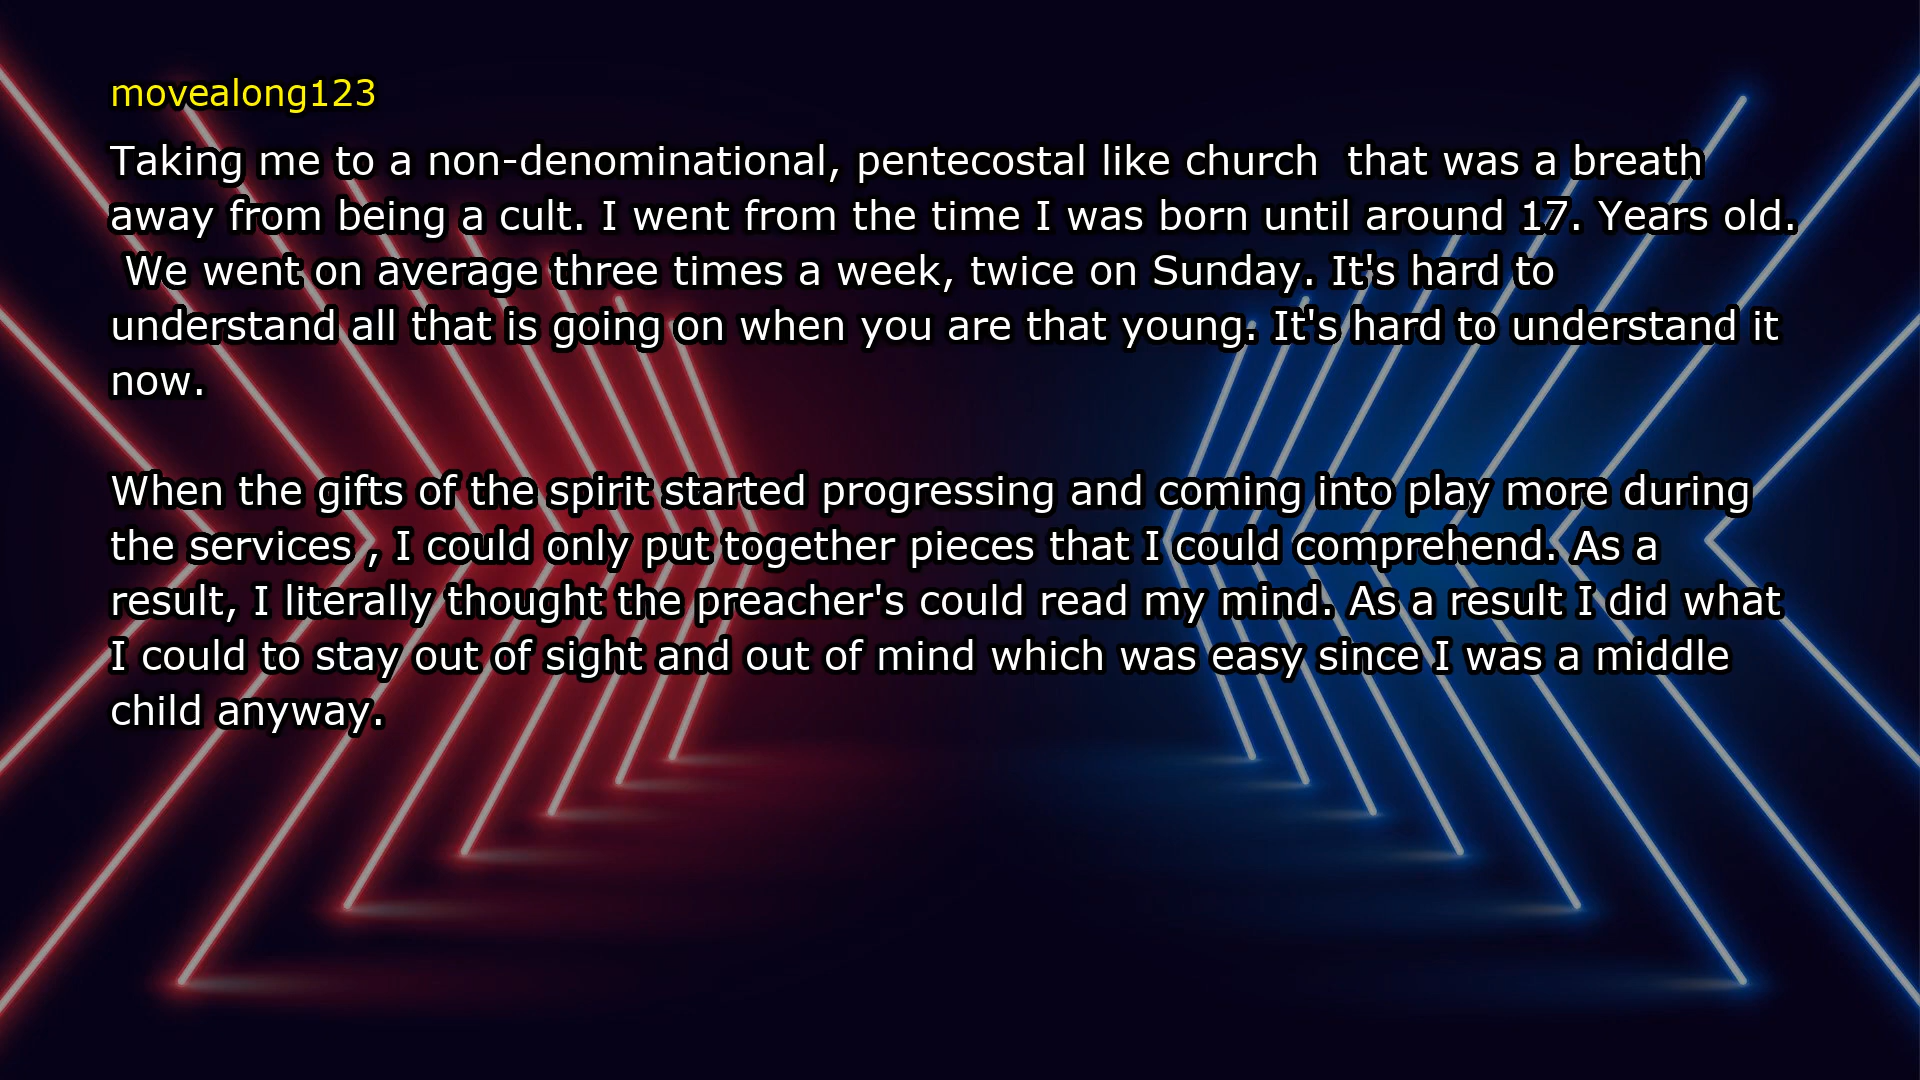 movealong123
Taking me to a non-denominational, pentecostal like church  that was a breath
away from being a cult. I went from the time I was born until around 17. Years old.
We went on average three times a week, twice on Sunday. It's hard to
understand all that is going on when you are that young. It's hard to understand it
now.
When the gifts of the spirit started progressing and coming into play more during
the services , I could only put together pieces that I could comprehend. As a
result, I literally thought the preacher's could read my mind. As a result I did what
I could to stay out of sight and out of mind which was easy since I was a middle
child anyway.